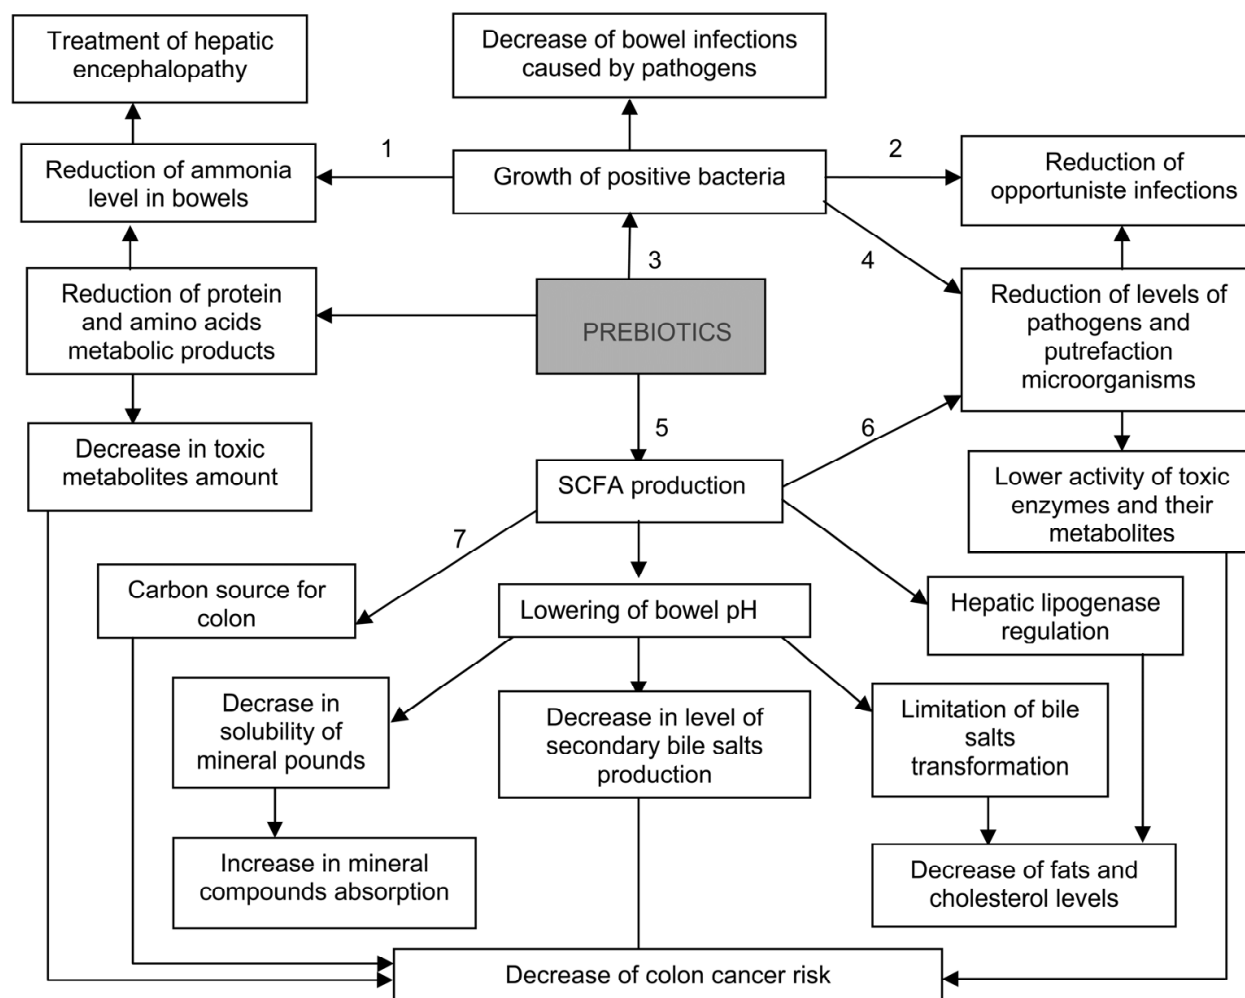 Treatment of hepatic
encephalopathy
Decrease of bowel infections
caused by pathogens
Reduction of ammonia
level in bowels
1
Growth of positive bacteria
2
Reduction of
opportuniste infections
3
4
Reduction of protein
and amino acids
metabolic products
PREBIOTICS
Reduction of levels of
pathogens and
putrefaction
microorganisms
Decrease in toxic
metabolites amount
5
6
SCFA production
Lower activity of toxic
enzymes and their
metabolites
7
Carbon source for
colon
Lowering of bowel pH
Hepatic lipogenase
regulation
Decrase in
solubility of
mineral pounds
Decrease in level of
secondary bile salts
production
Limitation of bile
salts
transformation
Increase in mineral
compounds absorption
Decrease of fats and
cholesterol levels
Decrease of colon cancer risk